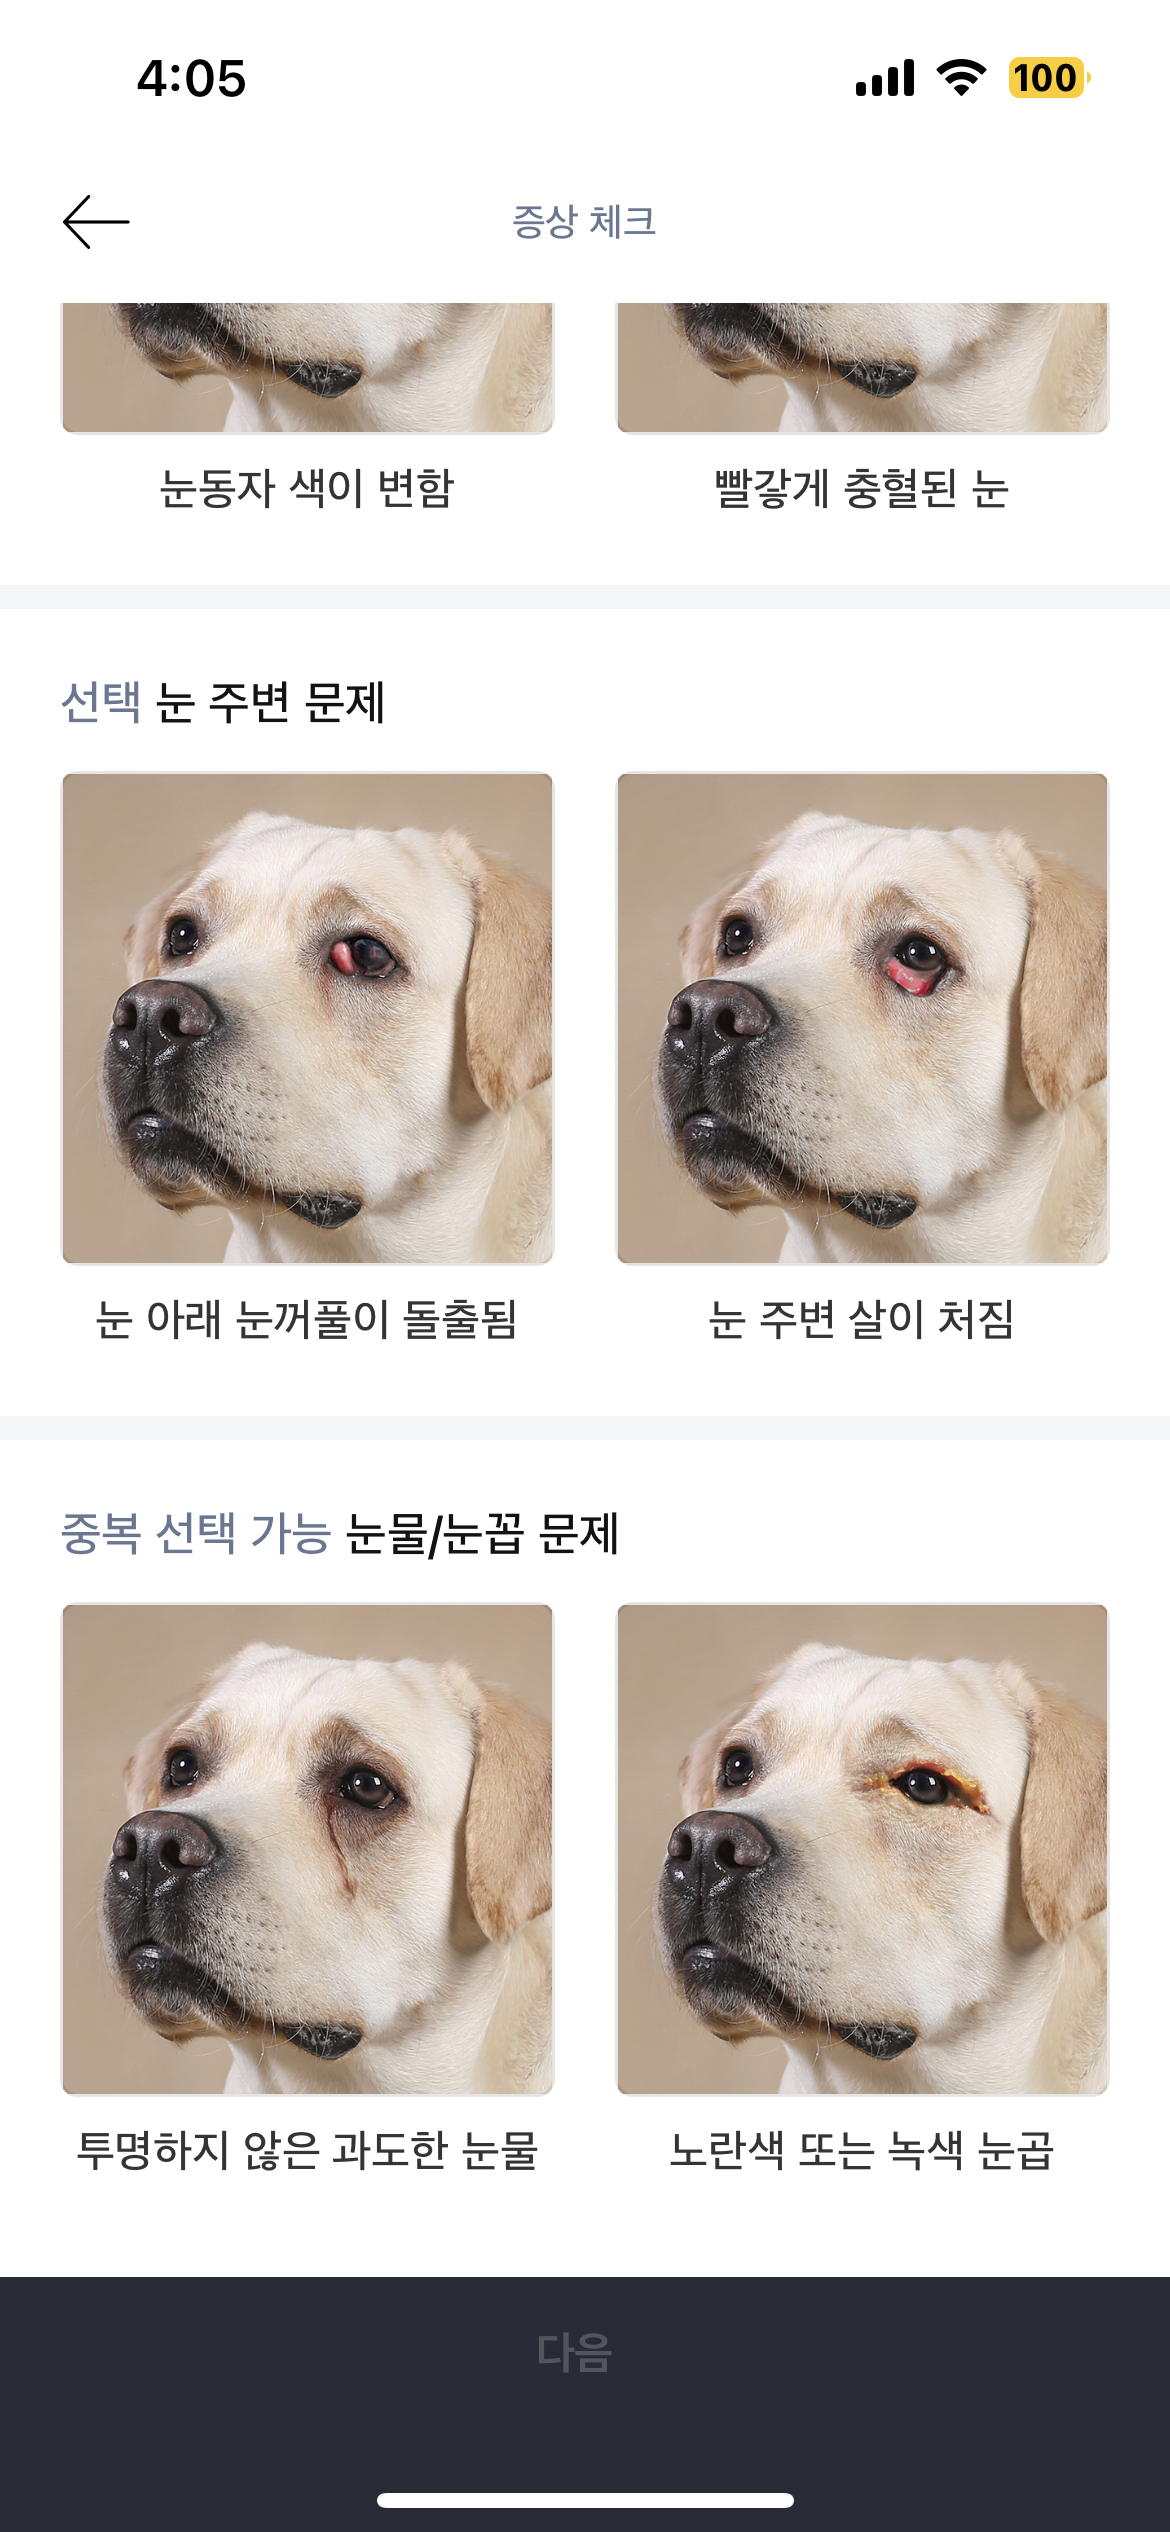 4:05
100
증상 체크
눈동자 색이 변함
빨갛게 충혈된 눈
선택 눈 주변 문제
눈 아래 눈꺼풀이 돌출됨
눈 주변 살이 처짐
중복 선택 가능 눈물/눈꼽 문제
투명하지 않은 과도한 눈물
노란색 또는 녹색 눈곱
다음